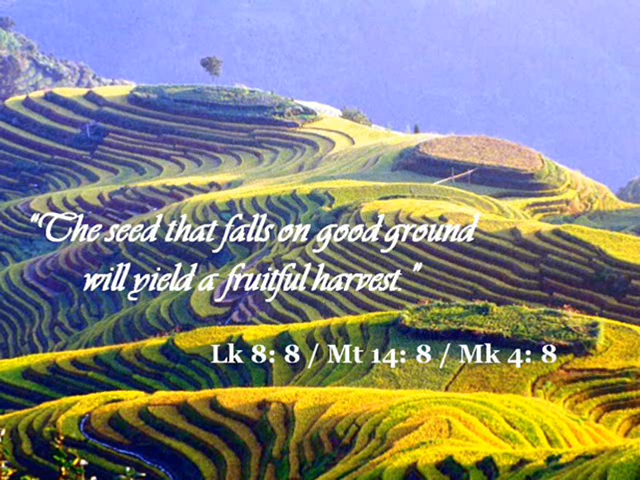 "The seed that falls on good ground
will yield a fruitful harvest."
Lk 8: 8 / Mt 14: 8 / Mk 4: 8